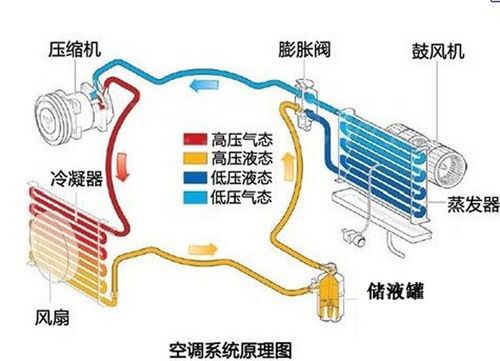 压缩机
膨胀阀
鼓风机
高压气态
高压液态
低压液态
低压气态
冷凝器
蒸发器
储液罐
风扇
空调系统原理图